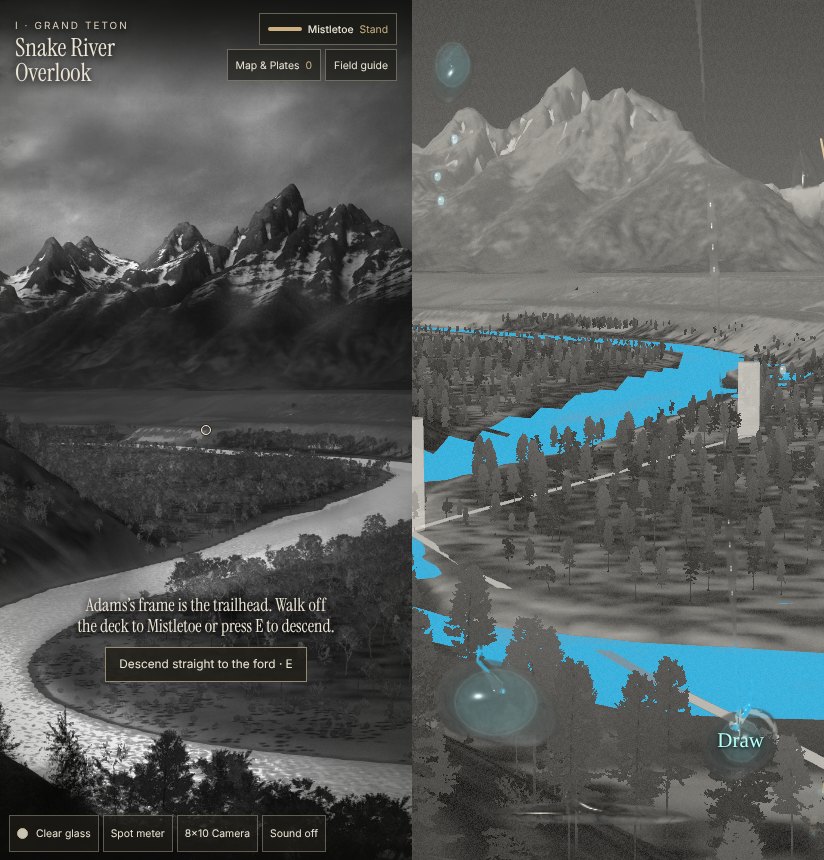 I · GRAND TETON
Snake River
Overlook
Mistletoe Stand
Map & Plates 0
Field guide
Adams's frame is the trailhead. Walk off
the deck to Mistletoe or press E to descend.
Descend straight to the ford · E
Clear glass
Spot meter
8×10 Camera
Sound off
Draw